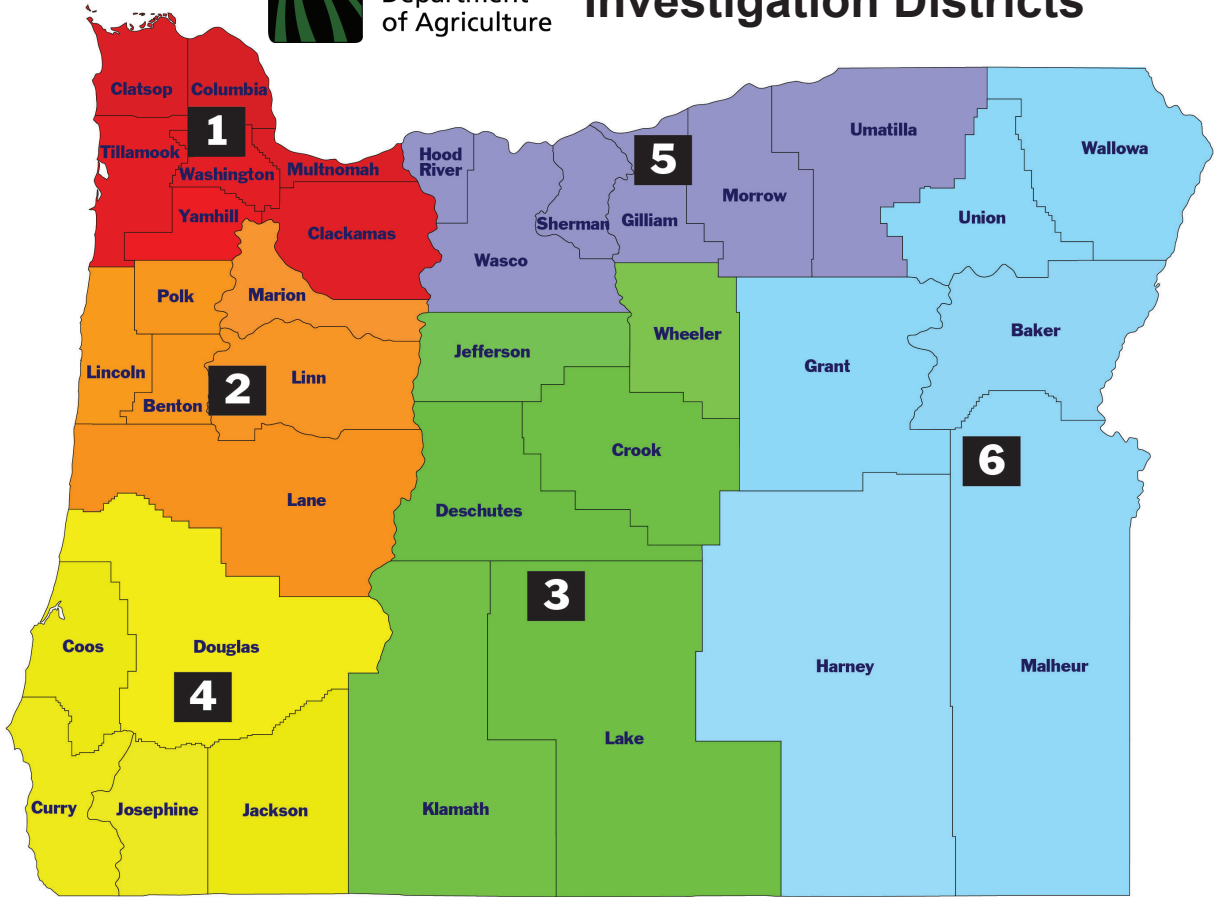 Department
of Agriculture
Investigation Districts
Clatsop
Columbia
1
Tillamook
Washington
Multnomah
Yamhill
Clackamas
Hood
River
Wasco
Sherman
5
Gilliam
Morrow
Umatilla
Wallowa
Union
Polk
Marion
Lincoln
Benton
2
Linn
Lane
Jefferson
Wheeler
Crook
Deschutes
Grant
Baker
6
3
Coos
Douglas
4
Curry
Josephine
Jackson
Klamath
Lake
Harney
Malheur